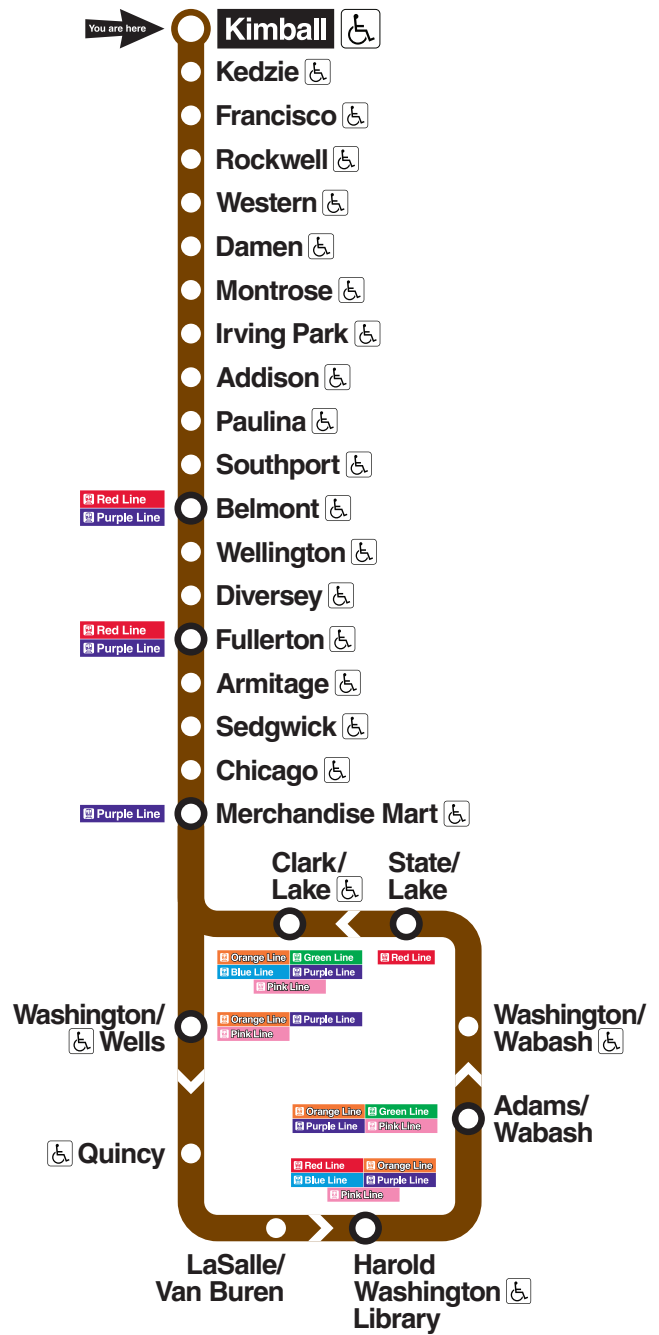 You are here
Kimball
Kedzie
Francisco
Rockwell
Western
Damen
Montrose
Irving Park
Addison
Paulina
Southport
Red Line
Purple Line
Belmont
Wellington
Diversey
Red Line
Purple Line
Fullerton
Armitage
Sedgwick
Chicago
Purple Line
Merchandise Mart
Clark/
Lake
State/
Lake
Orange Line Green Line
Blue Line Purple Line
Pink Line
Red Line
Washington/
Wells
Orange Line Purple Line
Pink Line
Washington/
Wabash
Orange Line Green Line
Purple Line Pink Line
Adams/
Wabash
Quincy
Red Line Orange Line
Blue Line Purple Line
Pink Line
LaSalle/
Van Buren
Harold
Washington
Library